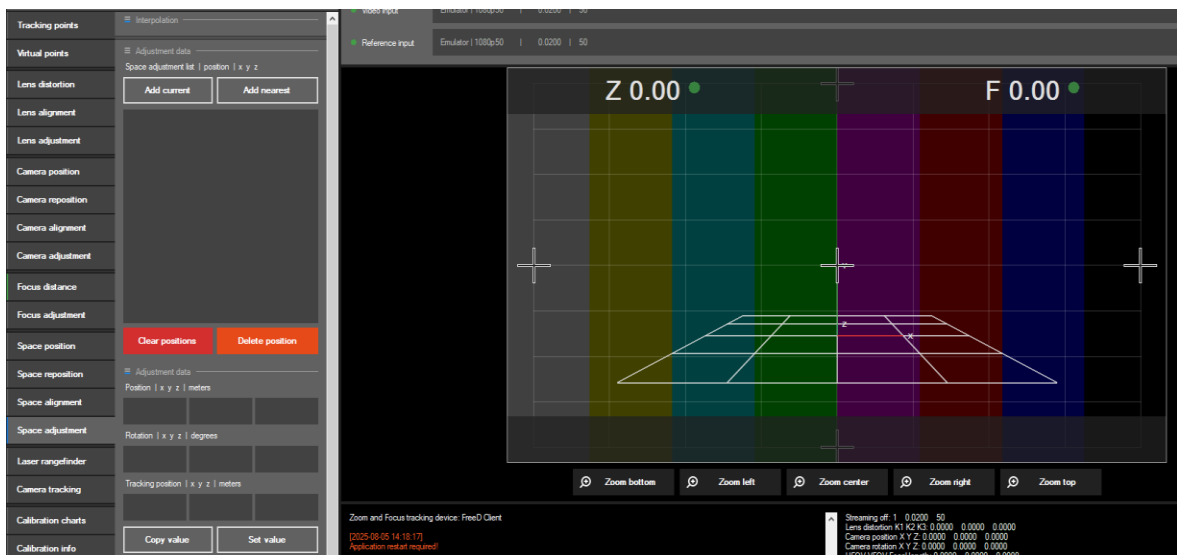 Tracking points
Virtual points
Lens distortion
Lens alignment
Lens adjustment
Camera position
Camera reposition
Camera alignment
Camera adjustment
Focus distance
Focus adjustment
Space position
Space reposition
Space alignment
Space adjustment
Laser rangefinder
Camera tracking
Calibration charts
Calibration info
Interpolation
Adjustment data
Space adjustment list | position | x y z
Add current
Add nearest
Clear positions
Delete position
Adjustment data
Position | x y z | meters
Rotation | x y z | degrees
Tracking position | x y z | meters
Copy value
Set value
Video input
Emulator | 1080p50 | 0.0200 | 50
Reference input
Emulator | 1080p50 | 0.0200 | 50
Z 0.00
F 0.00
Z
X
Zoom bottom
Zoom left
Zoom center
Zoom right
Zoom top
Zoom and Focus tracking device: FreeD Client
[2025-08-05 14:18:17]
Application restart required!
Streaming off: 1 0.0200 50
Lens distortion K1 K2 K3: 0.0000 0.0000 0.0000
Camera position X Y Z: 0.0000 0.0000 0.0000
Camera rotation X Y Z: 0.0000 0.0000 0.0000